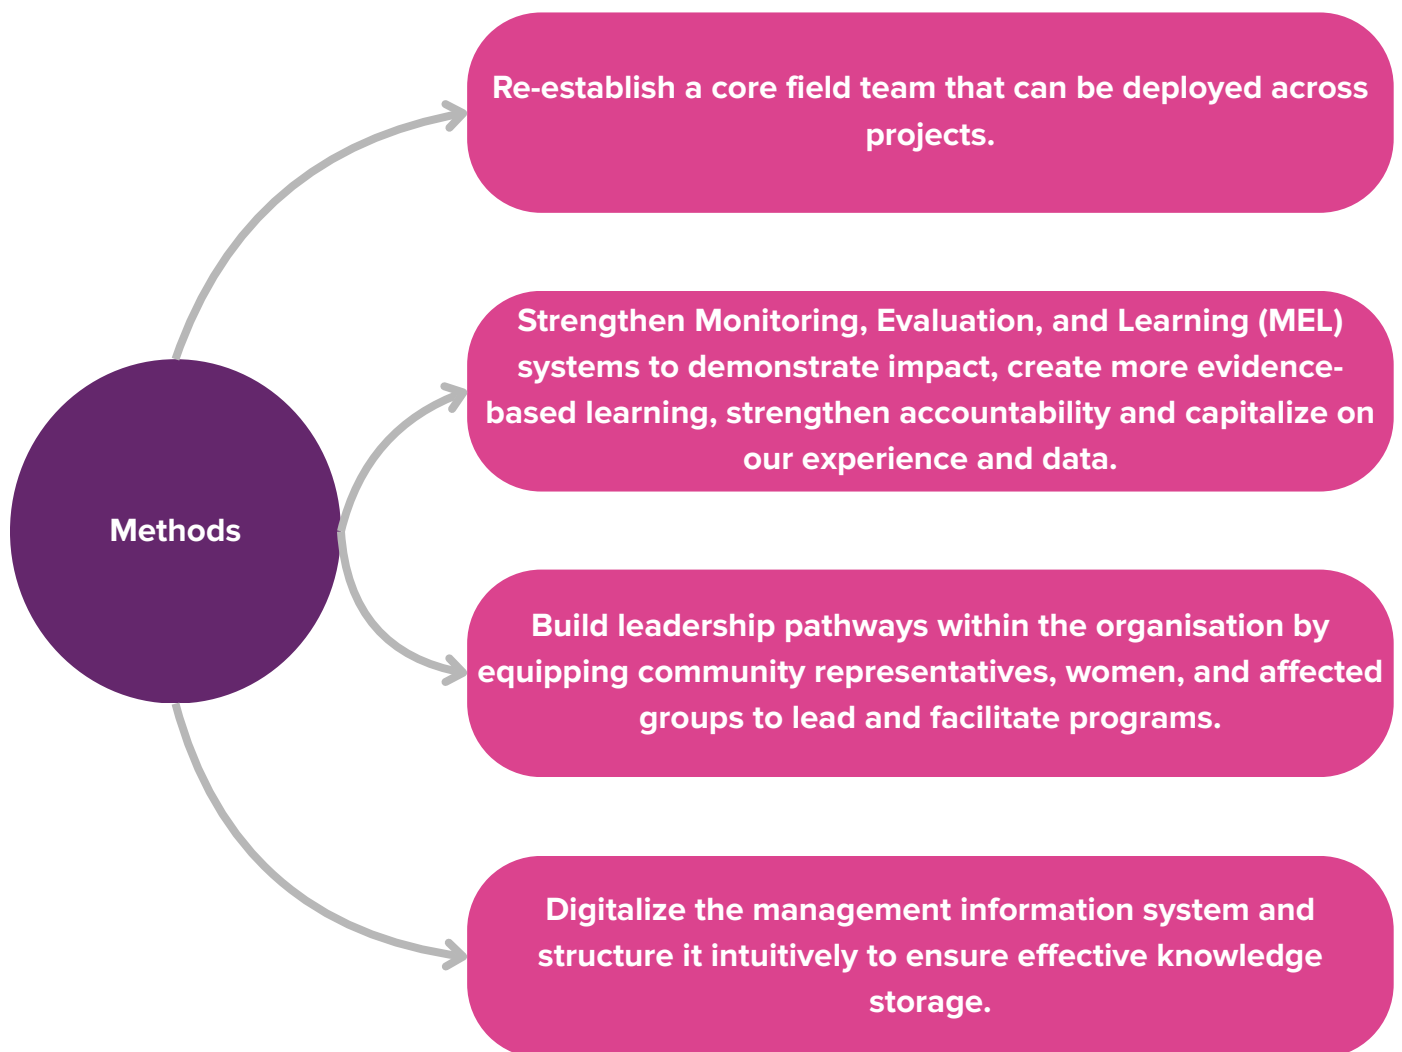 Re-establish a core field team that can be deployed across
projects.
Strengthen Monitoring, Evaluation, and Learning (MEL)
systems to demonstrate impact, create more evidence-
based learning, strengthen accountability and capitalize on
our experience and data.
Methods
Build leadership pathways within the organisation by
equipping community representatives, women, and affected
groups to lead and facilitate programs.
Digitalize the management information system and
structure it intuitively to ensure effective knowledge
storage.